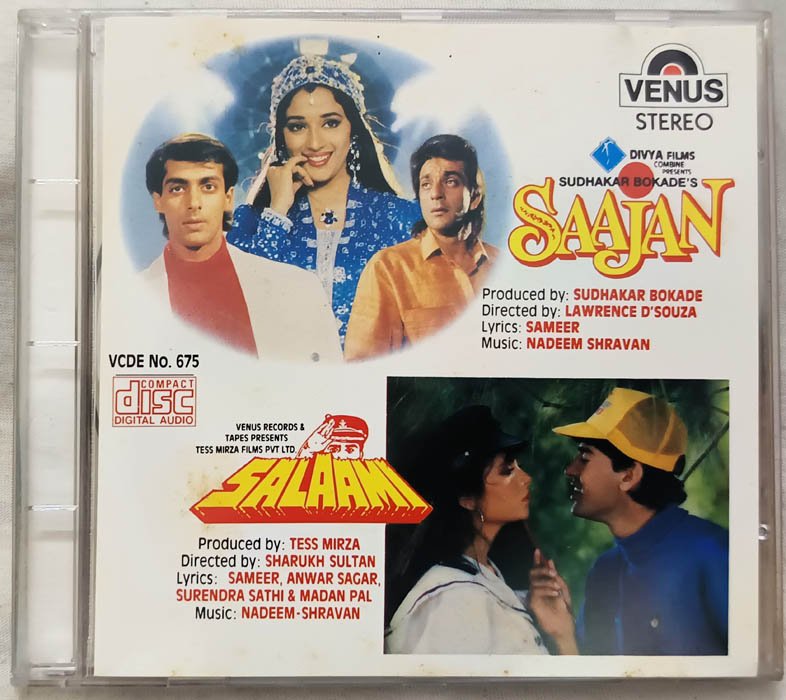 VENUS
STEREO
DIVYA FILMS
COMBINE
PRESENTS
SUDHAKAR BOKADE'S
SAAJAN
Produced by: SUDHAKAR BOKADE
Directed by: LAWRENCE D'SOUZA
Lyrics: SAMEER
Music: NADEEM SHRAVAN
VCDE No. 675
COMPACT
disc
DIGITAL AUDIO
VENUS RECORDS &
TAPES PRESENTS
TESS MIRZA FILMS PVT LTD.
SALAAMI
Produced by: TESS MIRZA
Directed by: SHARUKH SULTAN
Lyrics: SAMEER, ANWAR SAGAR,
SURENDRA SATHI & MADAN PAL
Music: NADEEM-SHRAVAN